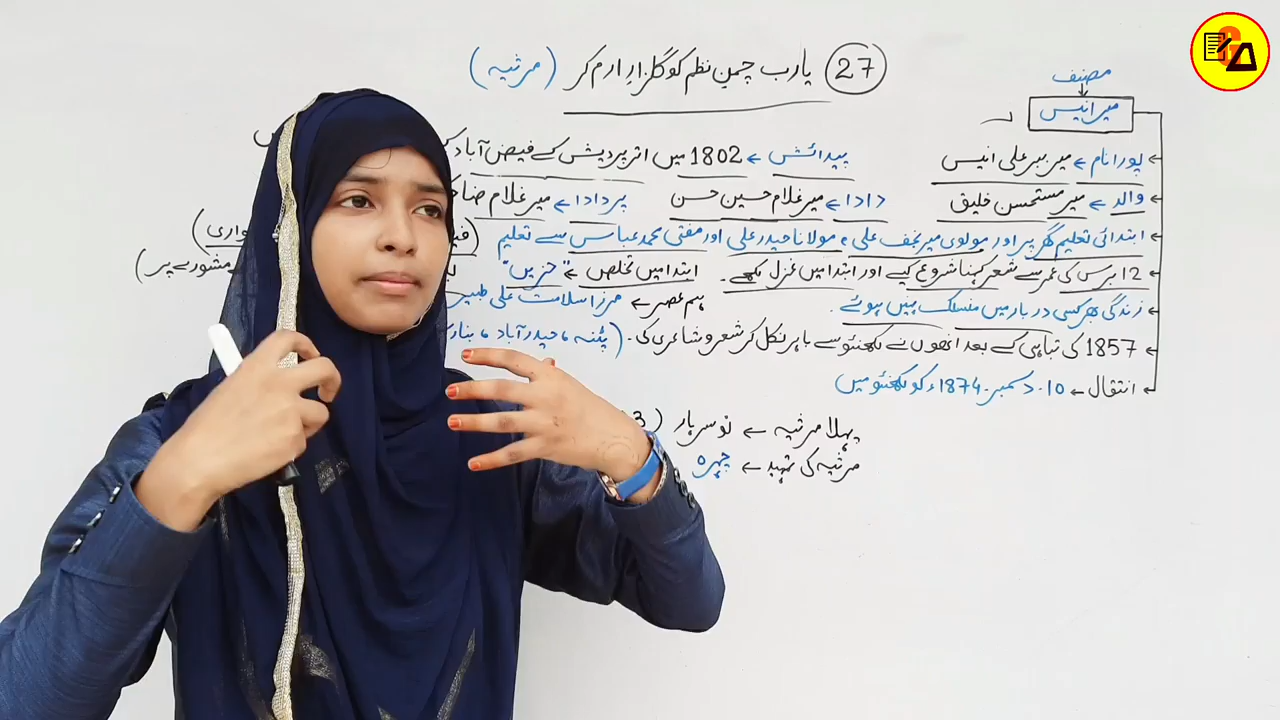 27 یارب چمنِ نظم کو گلزارِ ارم کر (مرثیہ)
مصنف
میر انیس
پورا نام ← میر ببر علی انیس
پیدائش ← 1802 میں اتر پردیش کے فیض آباد
والد ← میر مستحسن خلیق
دادا ← میر غلام حسین حسن
پردادا ← میر غلام
ابتدائی تعلیم گھر پر اور مولوی میر نجف علی، مولانا حیدر علی اور مفتی محمد عباس سے تعلیم
12 برس کی عمر سے شعر کہنا شروع کیے اور ابتدا میں غزل لکھے۔ ابتدا میں تخلص ← "حزیں"
مشورے پر)
زندگی بھر کسی دربار میں منسلک نہیں ہوئے۔
ہم عصر ← مرزا سلامت علی
1857 کی تباہی کے بعد انھوں نے لکھنئو سے باہر نکل کر شعر و شاعری کی۔ (پٹنہ، حیدرآباد،
انتقال ← 10 دسمبر 1874ء کو لکھنئو میں
پہلا مرثیہ ←
مرثیہ کی تمہید ← چہرہ